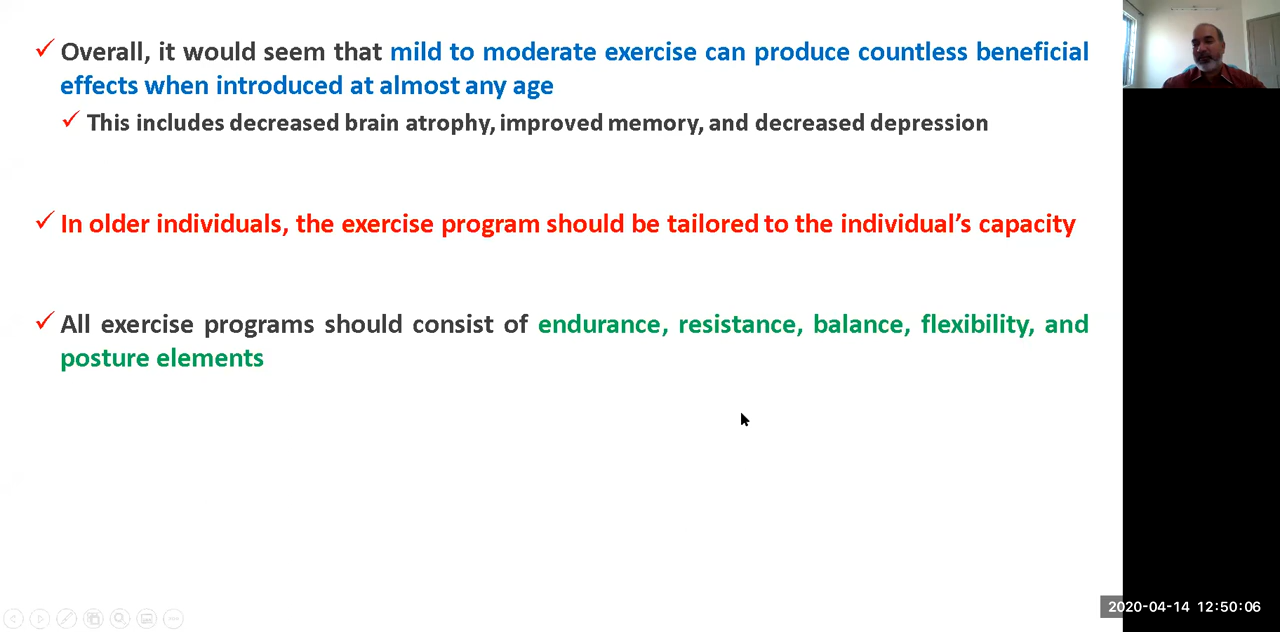 Overall, it would seem that mild to moderate exercise can produce countless beneficial
effects when introduced at almost any age
This includes decreased brain atrophy, improved memory, and decreased depression
In older individuals, the exercise program should be tailored to the individual’s capacity
All exercise programs should consist of endurance, resistance, balance, flexibility, and
posture elements
2020-04-14 12:50:06